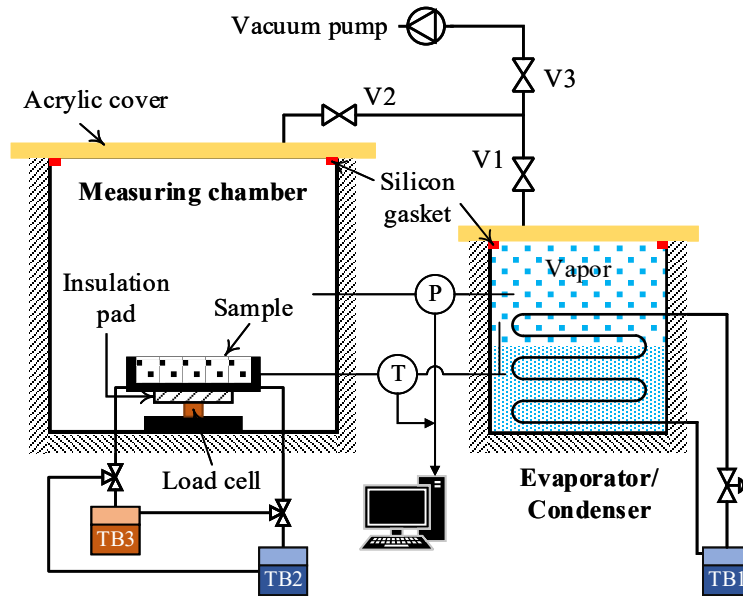 Vacuum pump
V3
Acrylic cover
V2
V1
Measuring chamber
Silicon
gasket
Vapor
Insulation
pad
Sample
P
T
Load cell
Evaporator/
Condenser
TB3
TB2
TB1